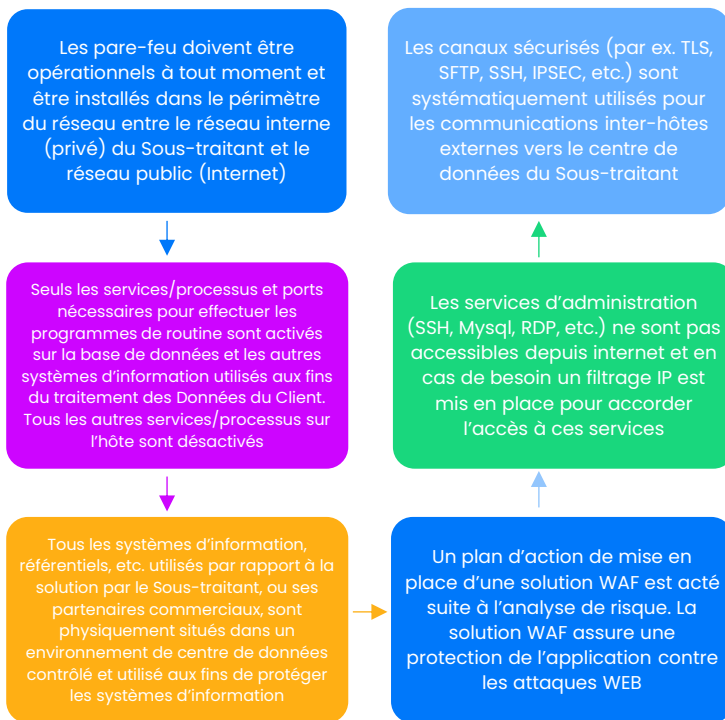 Les pare-feu doivent être
opérationnels à tout moment et
être installés dans le périmètre
du réseau entre le réseau interne
(privé) du Sous-traitant et le
réseau public (Internet)
Seuls les services/processus et ports
nécessaires pour effectuer les
programmes de routine sont activés
sur la base de données et les autres
systèmes d'information utilisés aux fins
du traitement des Données du Client.
Tous les autres services/processus sur
l'hôte sont désactivés
Tous les systèmes d'information,
référentiels, etc. utilisés par rapport à la
solution par le Sous-traitant, ou ses
partenaires commerciaux, sont
physiquement situés dans un
environnement de centre de données
contrôlé et utilisé aux fins de protéger
les systèmes d'information
Un plan d'action de mise en
place d'une solution WAF est acté
suite à l'analyse de risque. La
solution WAF assure une
protection de l'application contre
les attaques WEB
Les services d'administration
(SSH, Mysql, RDP, etc.) ne sont pas
accessibles depuis internet et en
cas de besoin un filtrage IP est
mis en place pour accorder
l'accès à ces services
Les canaux sécurisés (par ex. TLS,
SFTP, SSH, IPSEC, etc.) sont
systématiquement utilisés pour
les communications inter-hôtes
externes vers le centre de
données du Sous-traitant